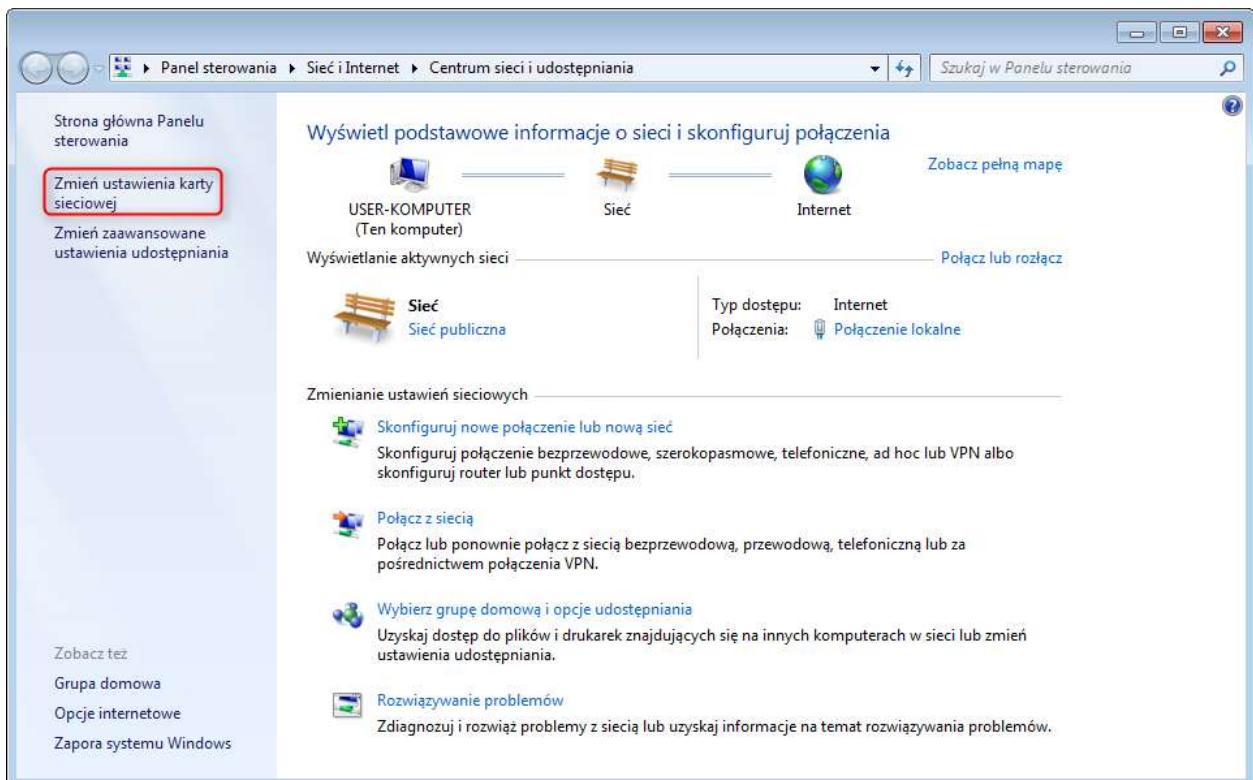 Panel sterowania ▸ Sieć i Internet ▸ Centrum sieci i udostępniania
Szukaj w Panelu sterowania
Strona główna Panelu
sterowania
Zmień ustawienia karty
sieciowej
Zmień zaawansowane
ustawienia udostępniania
Zobacz też
Grupa domowa
Opcje internetowe
Zapora systemu Windows
Wyświetl podstawowe informacje o sieci i skonfiguruj połączenia
Zobacz pełną mapę
USER-KOMPUTER
(Ten komputer)
Sieć
Internet
Wyświetlanie aktywnych sieci
Połącz lub rozłącz
Sieć
Sieć publiczna
Typ dostępu: Internet
Połączenia: Połączenie lokalne
Zmienianie ustawień sieciowych
Skonfiguruj nowe połączenie lub nową sieć
Skonfiguruj połączenie bezprzewodowe, szerokopasmowe, telefoniczne, ad hoc lub VPN albo
skonfiguruj router lub punkt dostępu.
Połącz z siecią
Połącz lub ponownie połącz z siecią bezprzewodową, przewodową, telefoniczną lub za
pośrednictwem połączenia VPN.
Wybierz grupę domową i opcje udostępniania
Uzyskaj dostęp do plików i drukarek znajdujących się na innych komputerach w sieci lub zmień
ustawienia udostępniania.
Rozwiązywanie problemów
Zdiagnozuj i rozwiąż problemy z siecią lub uzyskaj informacje na temat rozwiązywania problemów.